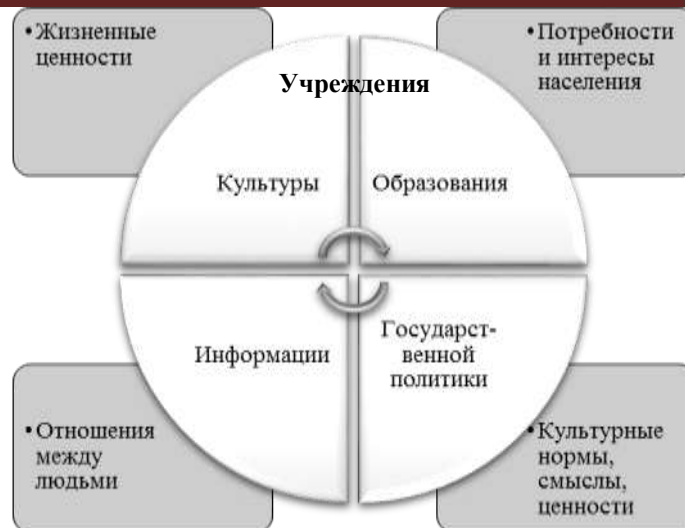 • Жизненные
ценности
• Потребности
и интересы
населения
Учреждения
Культуры
Образования
Информации
Государст-
венной
политики
• Отношения
между
людьми
• Культурные
нормы,
смыслы,
ценности